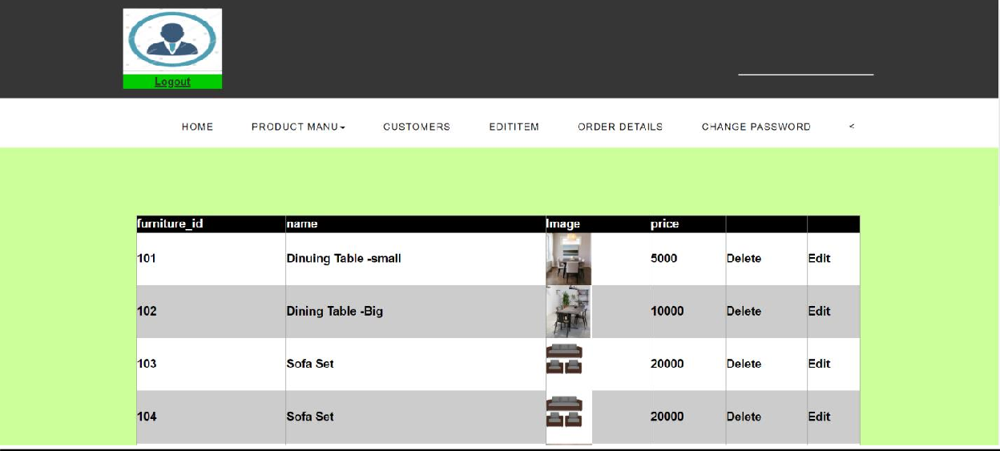 Logout
HOME PRODUCT MANU CUSTOMERS EDITITEM ORDER DETAILS CHANGE PASSWORD <
furniture_id name Image price
101 Dinuing Table -small 5000 Delete Edit
102 Dining Table -Big 10000 Delete Edit
103 Sofa Set 20000 Delete Edit
104 Sofa Set 20000 Delete Edit